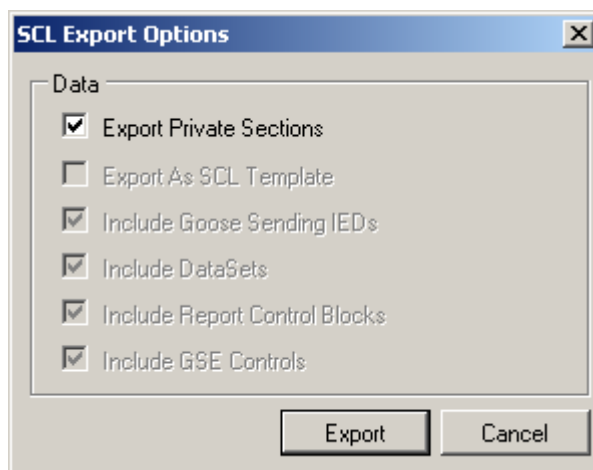 SCL Export Options
Data
Export Private Sections
Export As SCL Template
Include Goose Sending IEDs
Include DataSets
Include Report Control Blocks
Include GSE Controls
Export Cancel